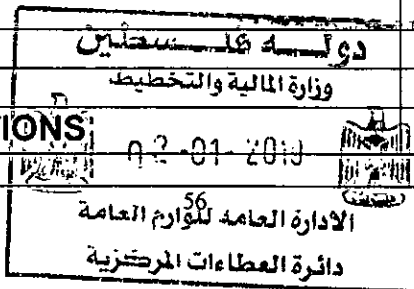 دولة فلسطين
وزارة المالية والتخطيط
IONS:
02-01-2019
56
الادارة العامة للوازم العامة
دائرة العطاءات المركزية